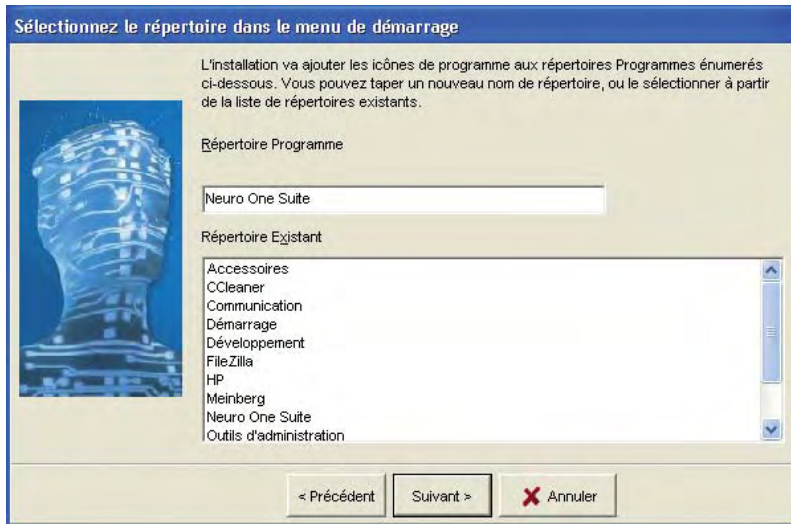 Sélectionnez le répertoire dans le menu de démarrage
L'installation va ajouter les icônes de programme aux répertoires Programmes énumerés
ci-dessous. Vous pouvez taper un nouveau nom de répertoire, ou le sélectionner à partir
de la liste de répertoires existants.
Répertoire Programme
Neuro One Suite
Répertoire Existant
Accessoires
CCleaner
Communication
Démarrage
Développement
FileZilla
HP
Meinberg
Neuro One Suite
Outils d'administration
< Précédent
Suivant >
Annuler